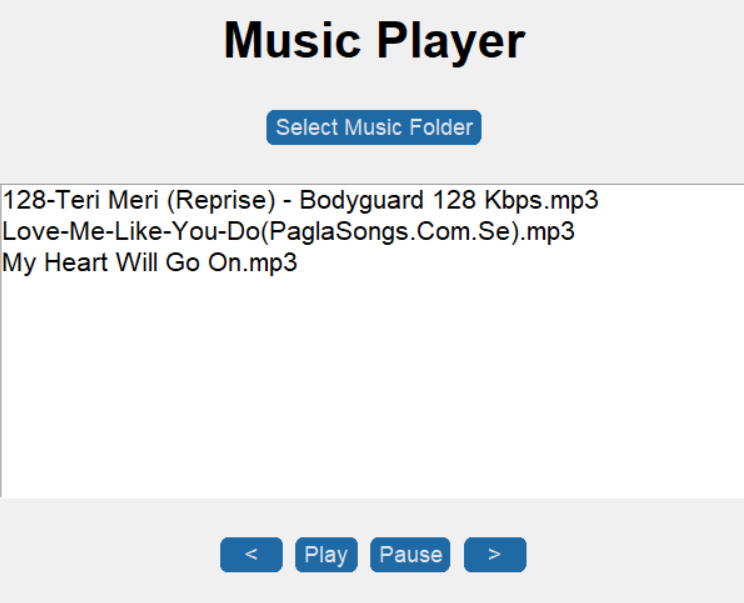 Music Player
Select Music Folder
128-Teri Meri (Reprise) - Bodyguard 128 Kbps.mp3
Love-Me-Like-You-Do(PaglaSongs.Com.Se).mp3
My Heart Will Go On.mp3
< Play Pause >